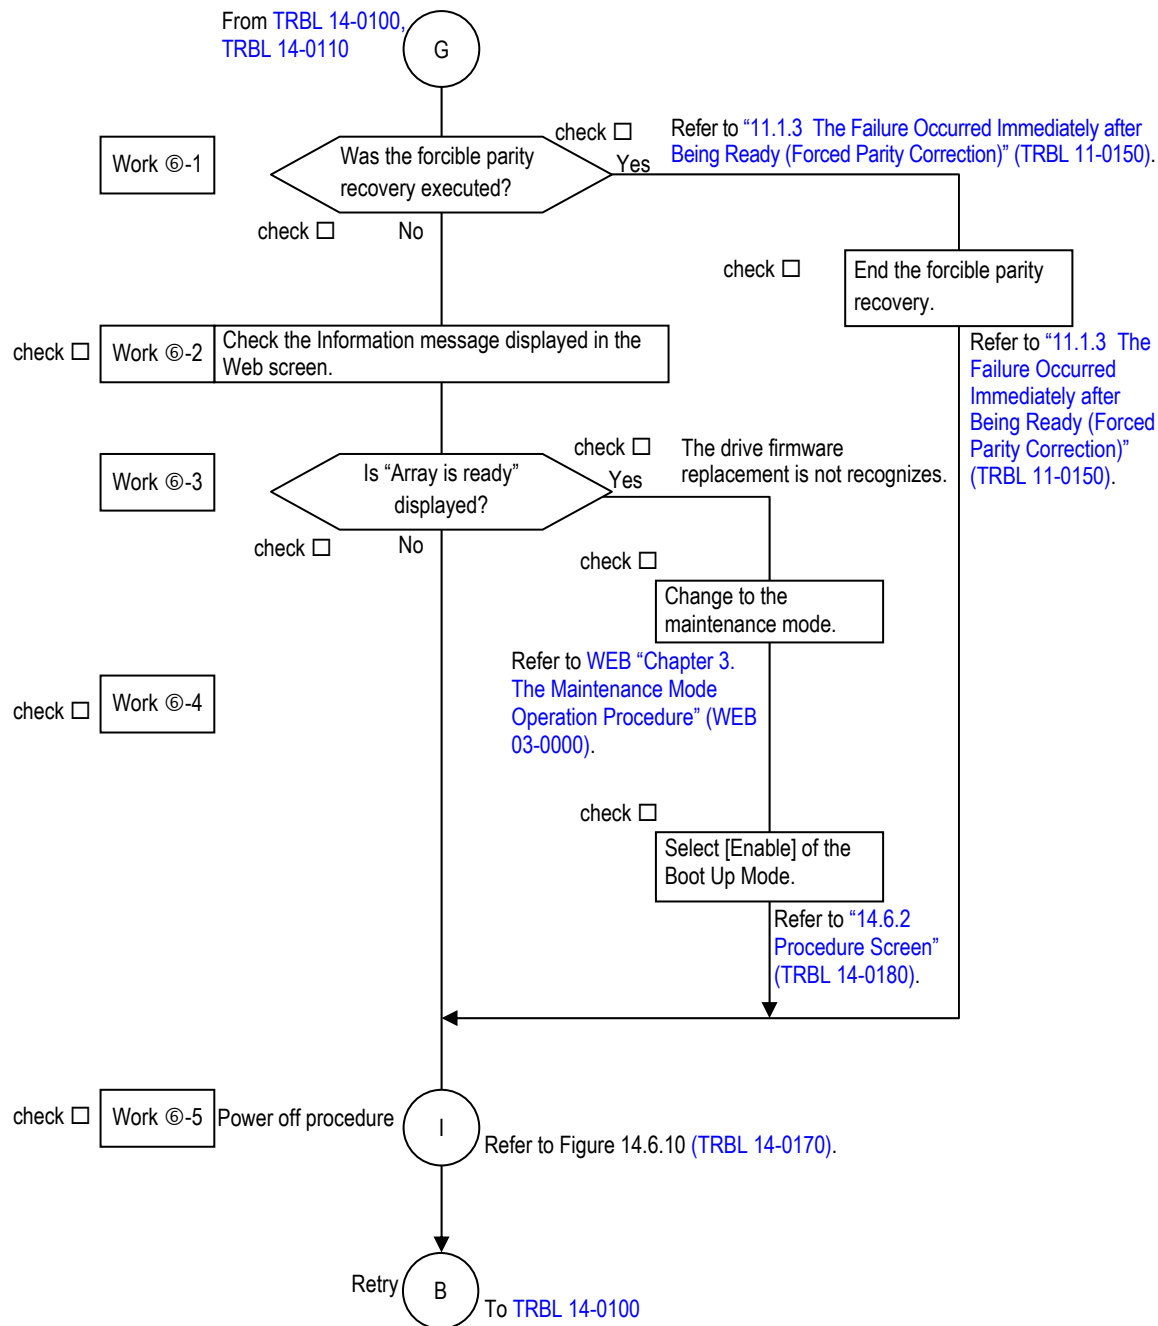 From TRBL 14-0100,
TRBL 14-0110
G
check □
Refer to “11.1.3 The Failure Occurred Immediately after
Being Ready (Forced Parity Correction)” (TRBL 11-0150).
Work ⑥-1
Was the forcible parity
recovery executed?
Yes
check □
No
check □
End the forcible parity
recovery.
check □
Work ⑥-2
Check the Information message displayed in the
Web screen.
Refer to “11.1.3 The
Failure Occurred
Immediately after
Being Ready (Forced
Parity Correction)”
(TRBL 11-0150).
check □
The drive firmware
replacement is not recognizes.
Work ⑥-3
Is “Array is ready”
displayed?
Yes
check □
No
check □
Change to the
maintenance mode.
Refer to WEB “Chapter 3.
The Maintenance Mode
Operation Procedure” (WEB
03-0000).
check □
Work ⑥-4
check □
Select [Enable] of the
Boot Up Mode.
Refer to “14.6.2
Procedure Screen”
(TRBL 14-0180).
check □
Work ⑥-5
Power off procedure
I
Refer to Figure 14.6.10 (TRBL 14-0170).
Retry
B
To TRBL 14-0100